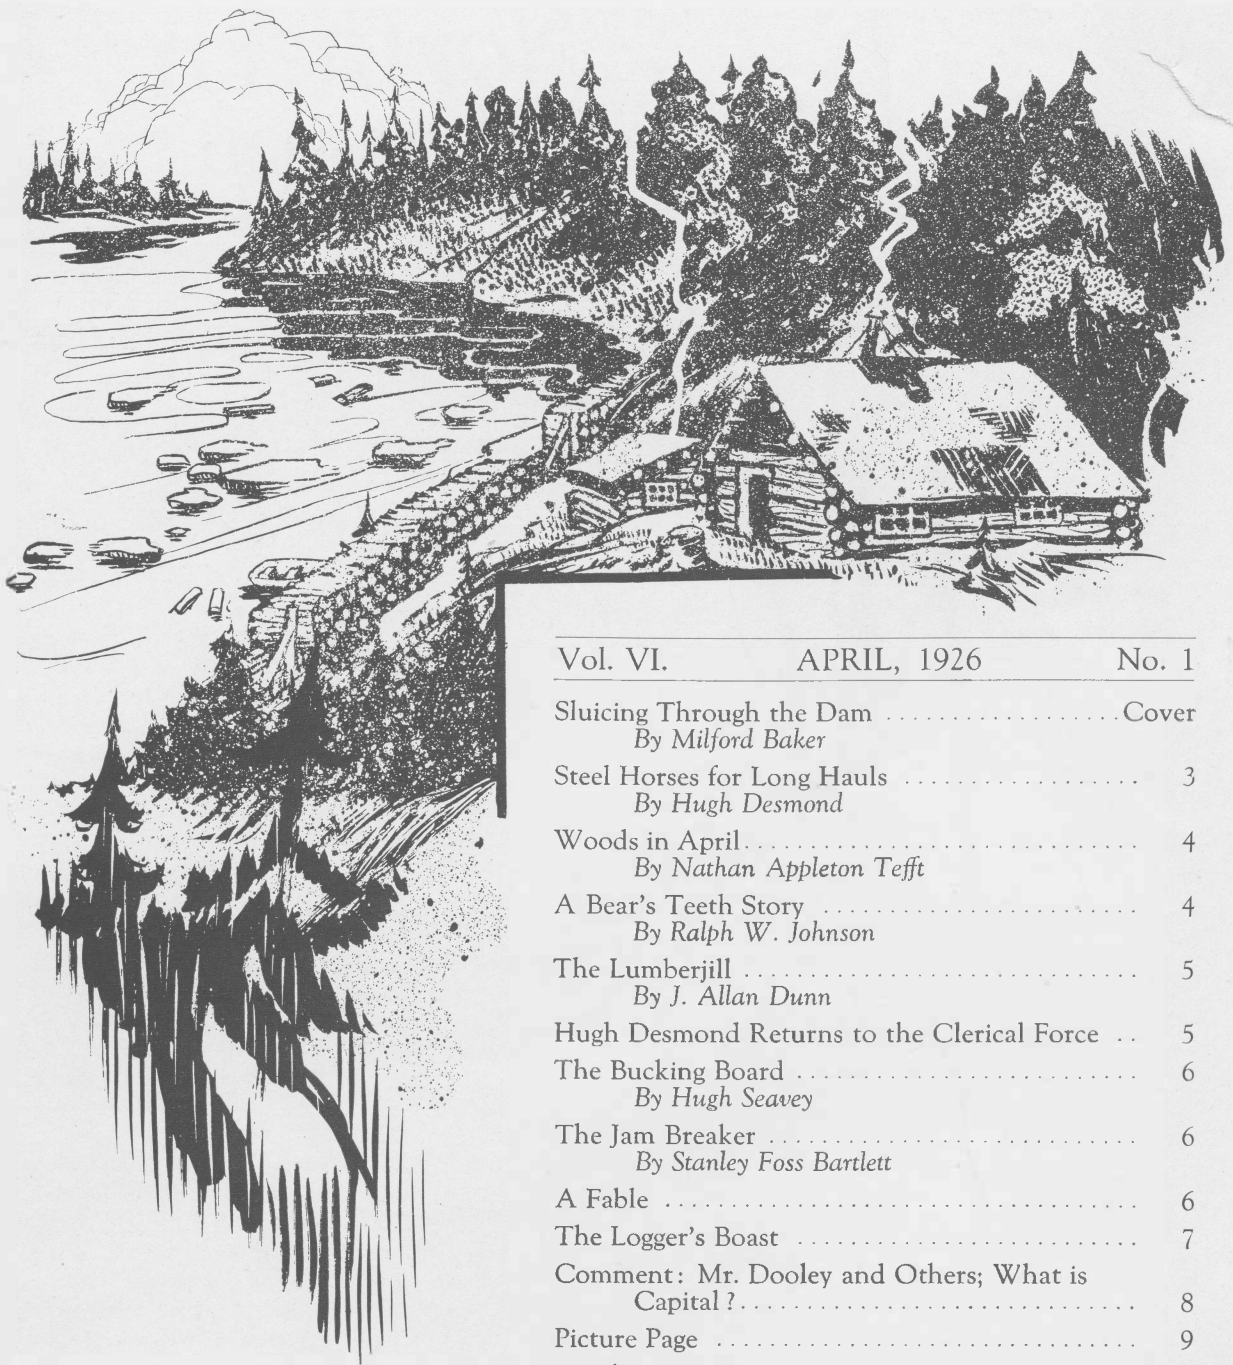 Vol. VI. APRIL, 1926 No. 1
Sluicing Through the Dam .................. Cover
By Milford Baker
Steel Horses for Long Hauls .................. 3
By Hugh Desmond
Woods in April.............................. 4
By Nathan Appleton Tefft
A Bear's Teeth Story ........................ 4
By Ralph W. Johnson
The Lumberjill .............................. 5
By J. Allan Dunn
Hugh Desmond Returns to the Clerical Force .. 5
The Bucking Board .......................... 6
By Hugh Seavey
The Jam Breaker ............................ 6
By Stanley Foss Bartlett
A Fable .................................... 6
The Logger's Boast .......................... 7
Comment: Mr. Dooley and Others; What is
Capital ?.............................. 8
Picture Page ................................ 9